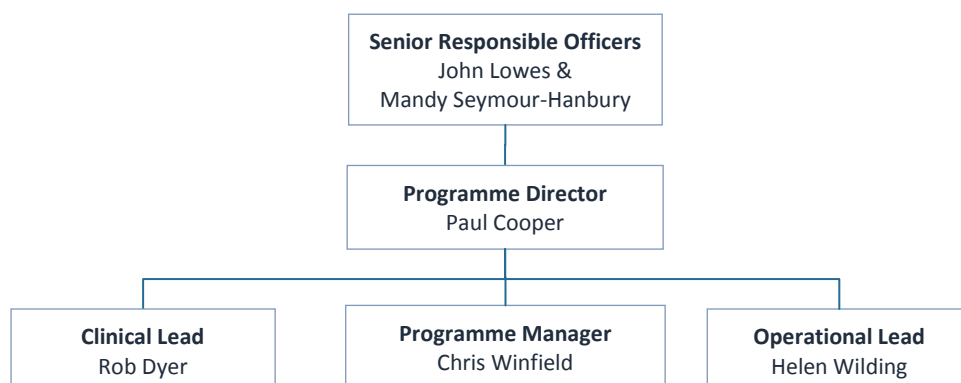 Senior Responsible Officers
John Lowes &
Mandy Seymour-Hanbury
Programme Director
Paul Cooper
Clinical Lead
Rob Dyer
Programme Manager
Chris Winfield
Operational Lead
Helen Wilding